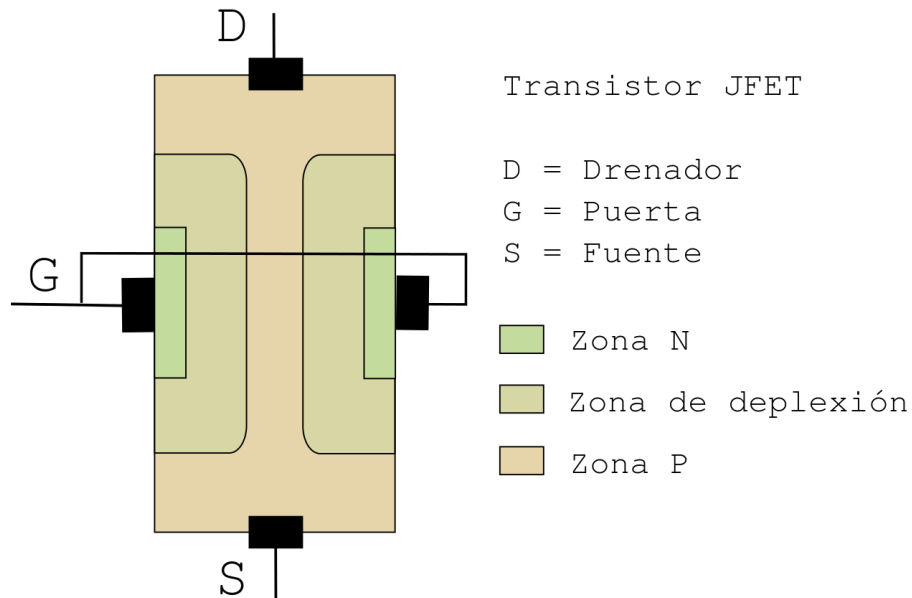 D
Transistor JFET
D = Drenador
G = Puerta
S = Fuente
G
Zona N
Zona de deplexión
Zona P
S